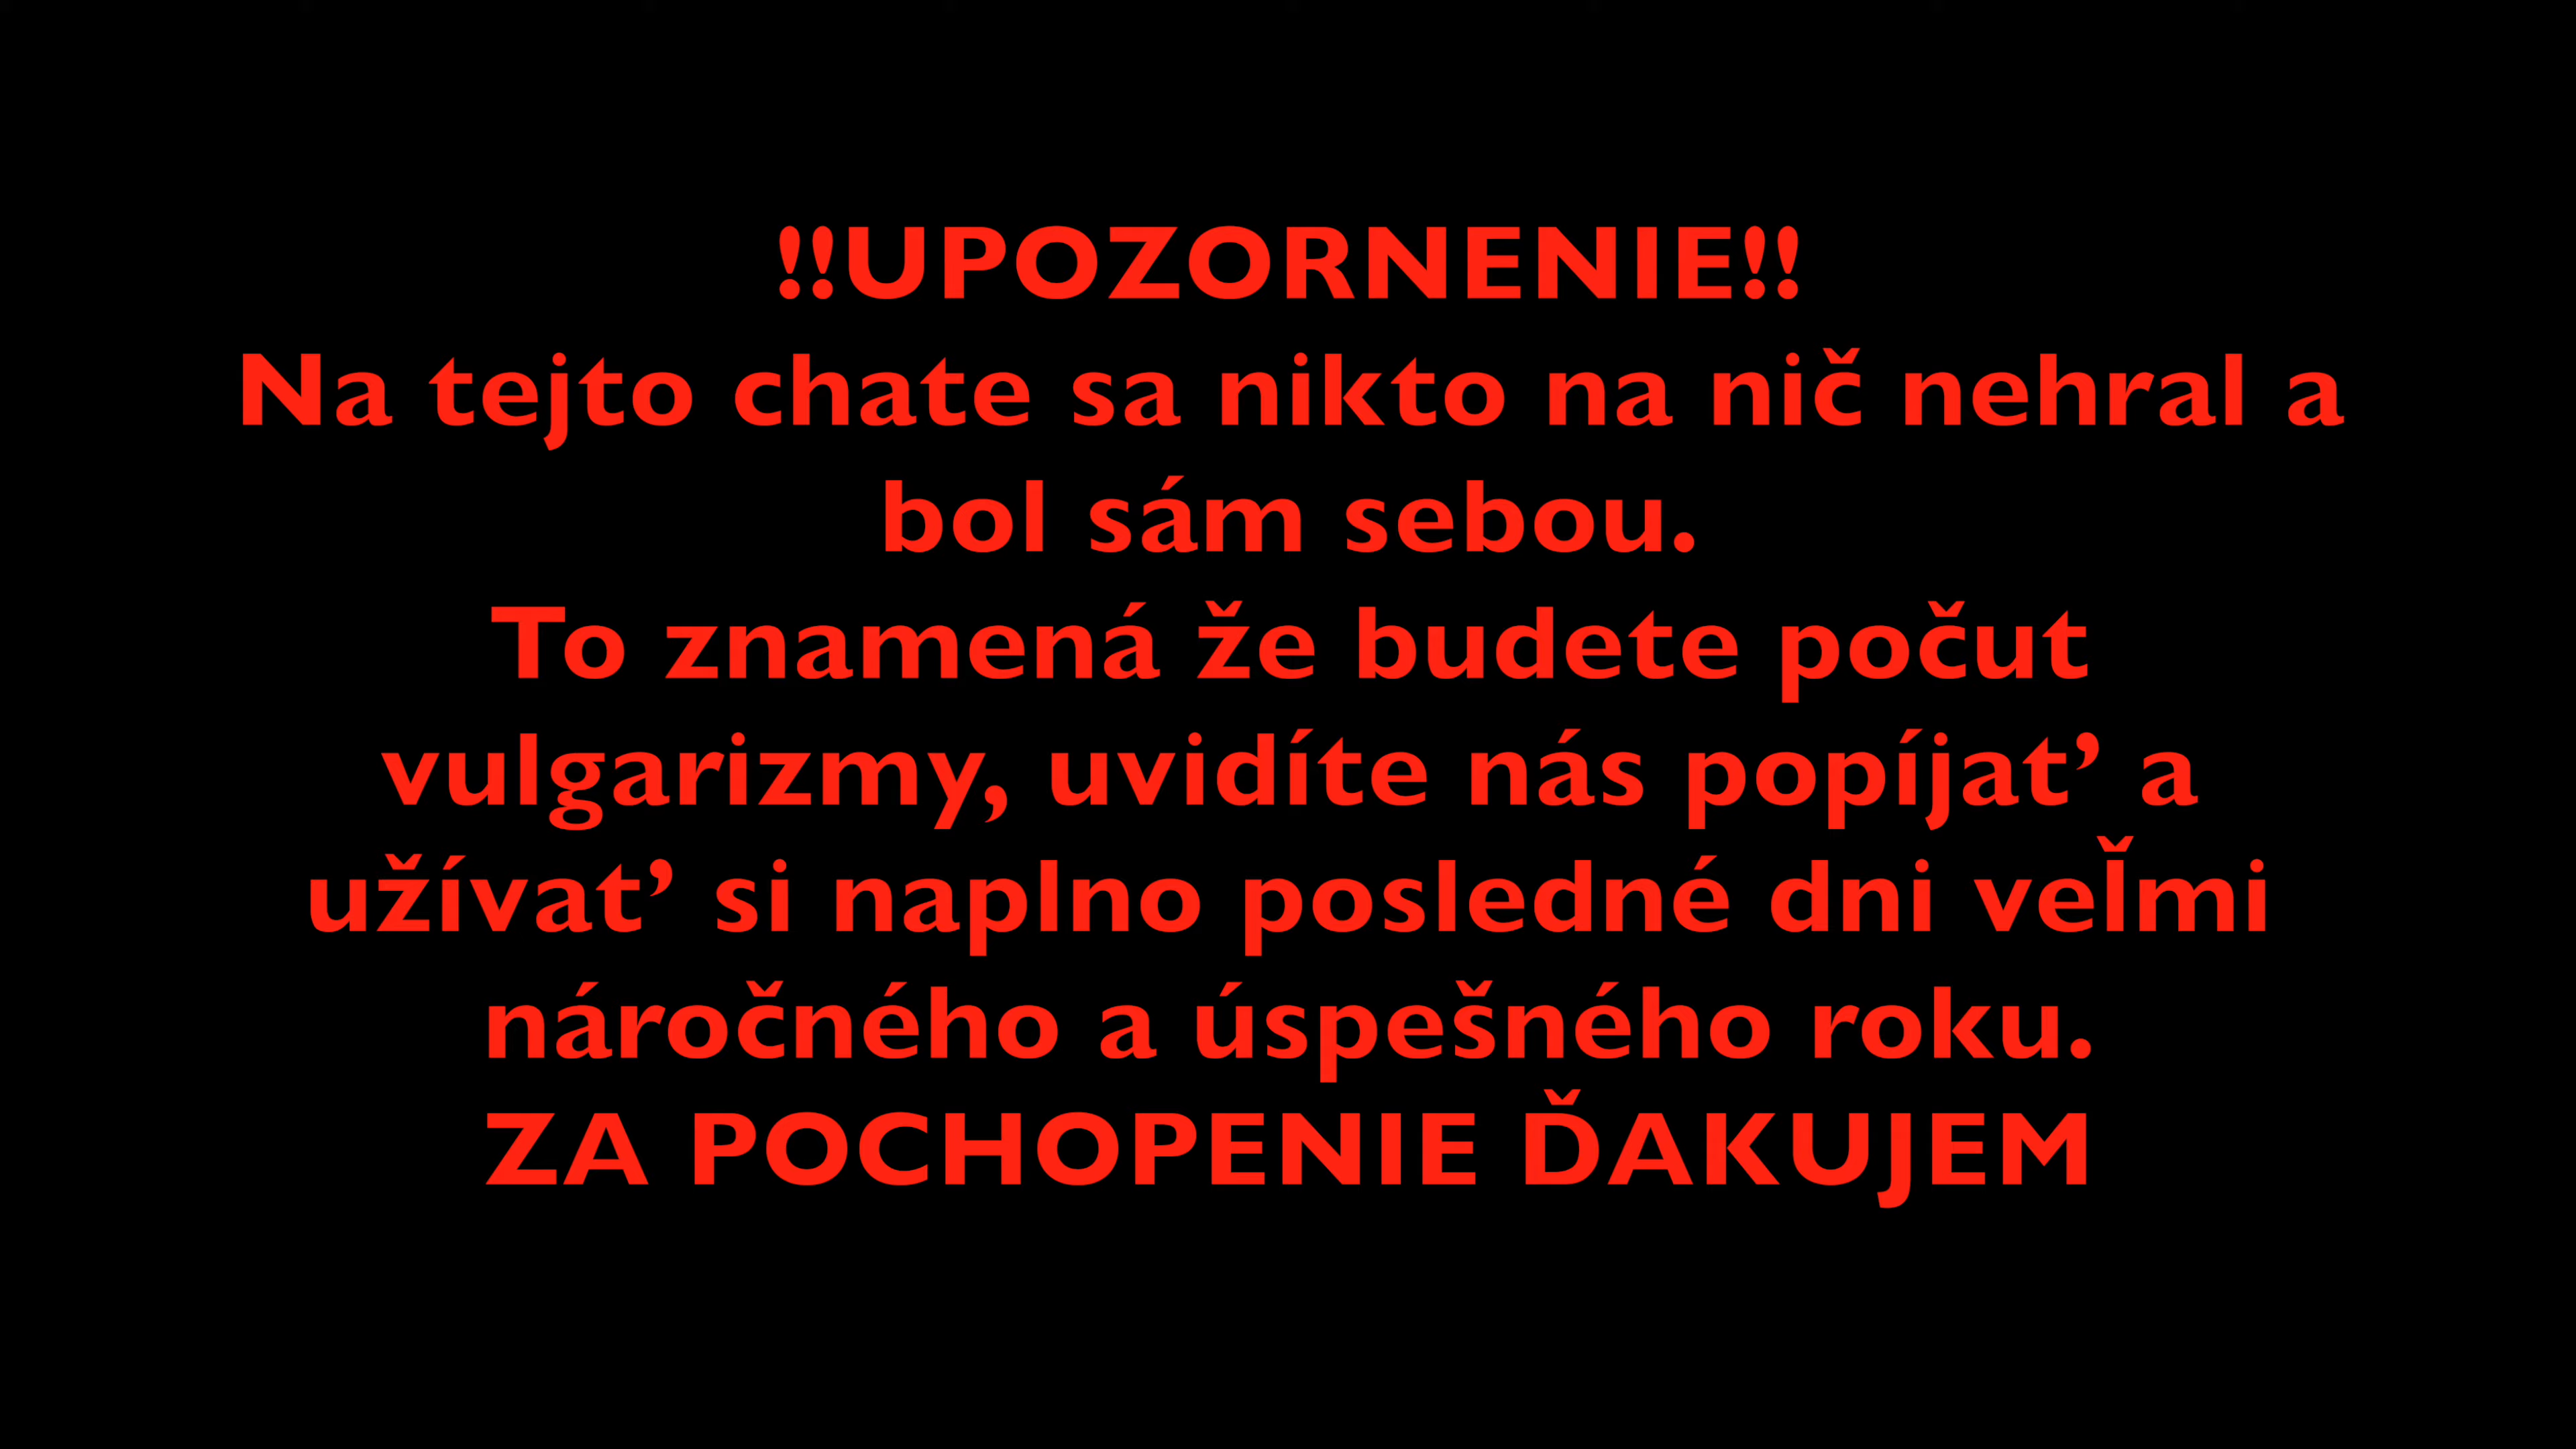 !!UPOZORNENIE!!
Na tejto chate sa nikto na nič nehral a
bol sám sebou.
To znamená že budete počut
vulgarizmy, uvidíte nás popíjať a
užívať si naplno posledné dni veľmi
náročného a úspešného roku.
ZA POCHOPENIE ĎAKUJEM